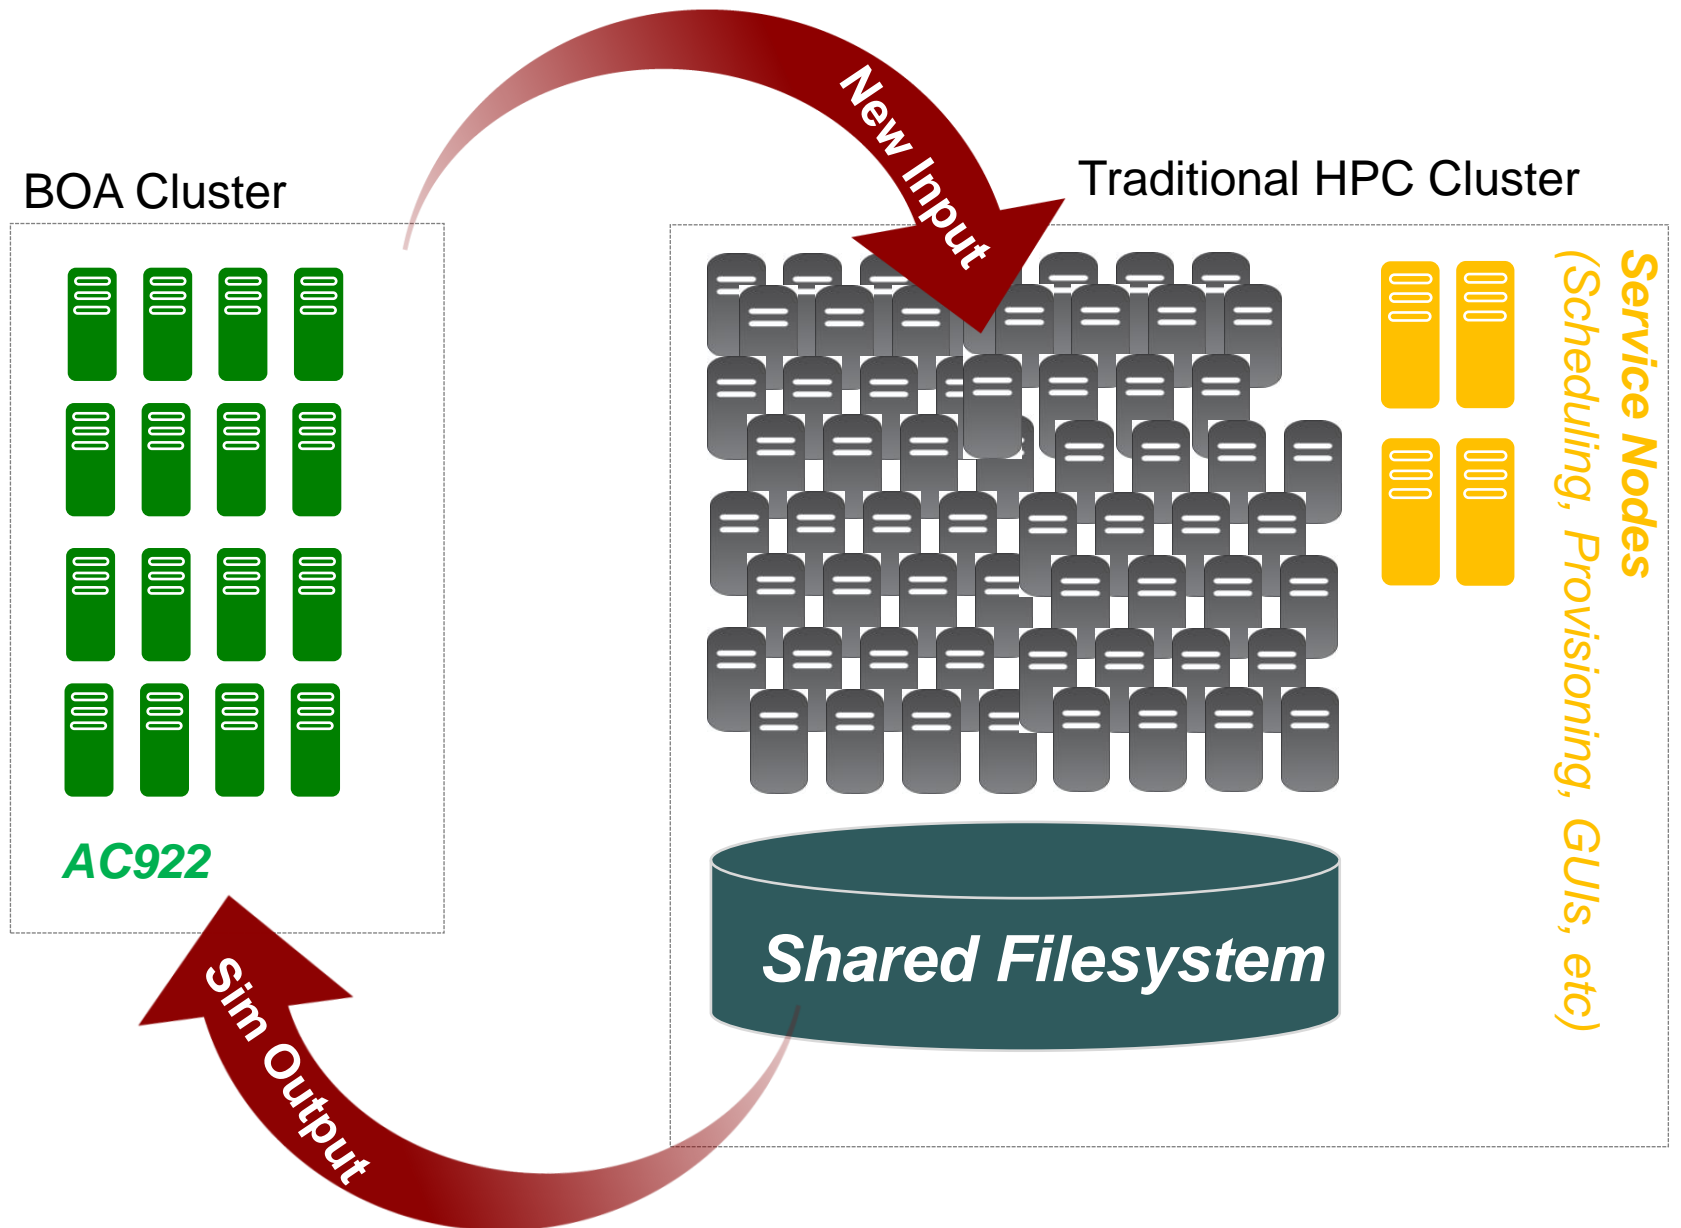 New Input
BOA Cluster
Traditional HPC Cluster
Service Nodes
(Scheduling, Provisioning, GUIs, etc)
AC922
Shared Filesystem
Sim Output